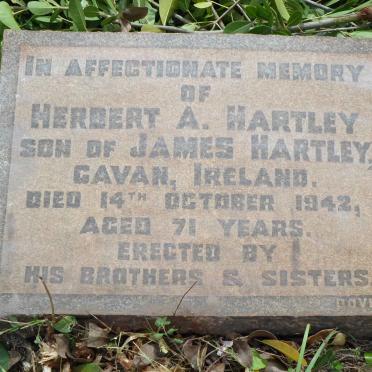 IN AFFECTIONATE MEMORY
OF
HERBERT A. HARTLEY
SON OF JAMES HARTLEY,
CAVAN, IRELAND.
DIED 14TH OCTOBER 1942,
AGED 71 YEARS.
ERECTED BY
HIS BROTHERS & SISTERS